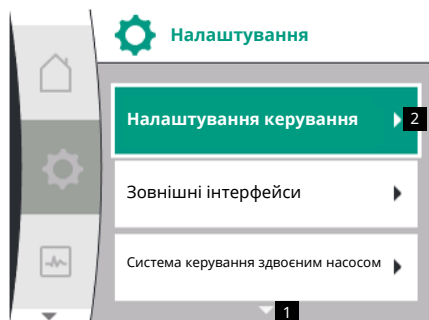 Налаштування
Налаштування керування
2
Зовнішні інтерфейси
Система керування здвоєним насосом
1